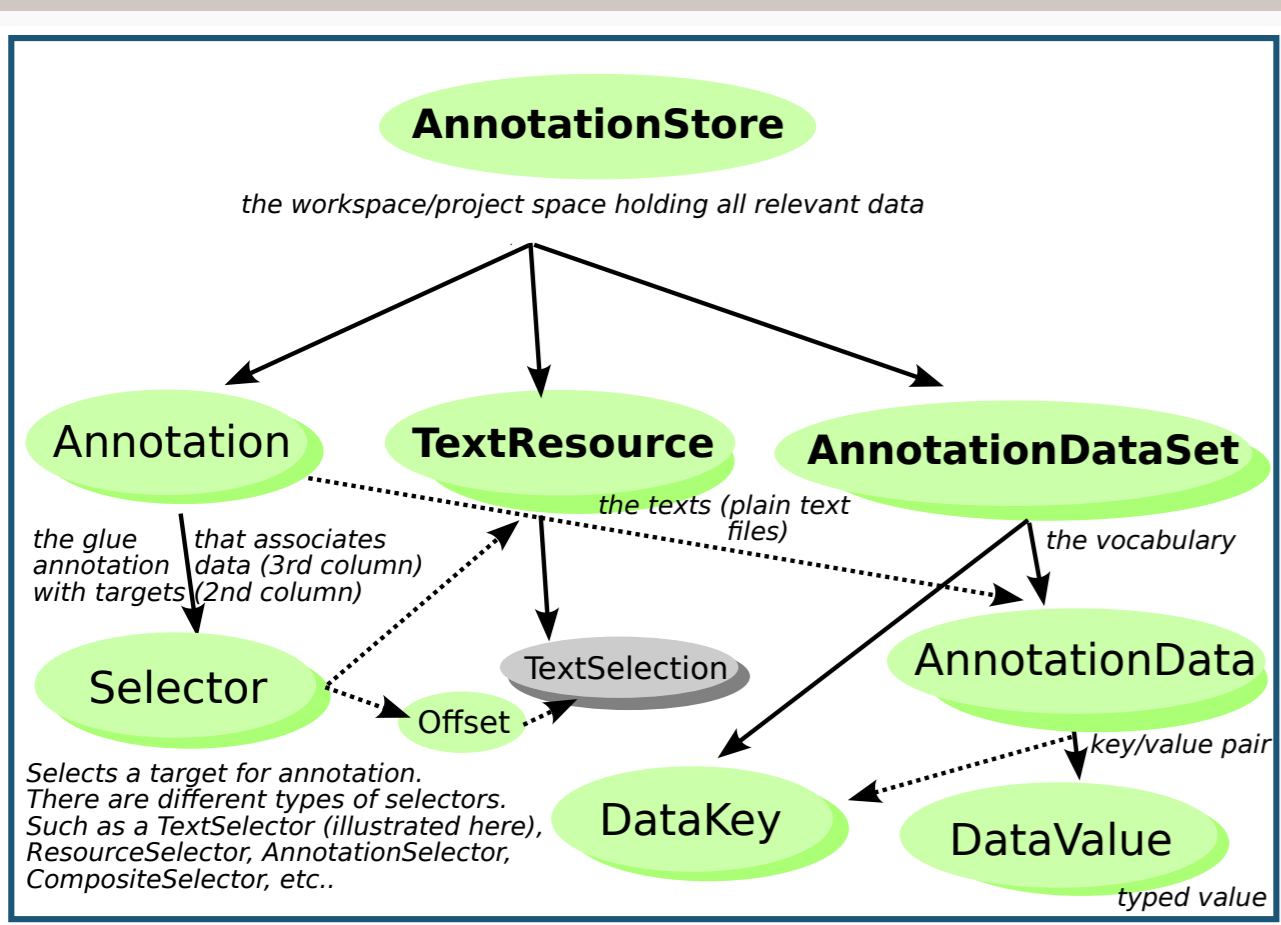 AnnotationStore
the workspace/project space holding all relevant data
Annotation
TextResource
AnnotationDataSet
the texts (plain text
files)
the glue
annotation
with targets
that associates
data (3rd column)
(2nd column)
the vocabulary
Selector
Offset
TextSelection
AnnotationData
key/value pair
Selects a target for annotation.
There are different types of selectors.
Such as a TextSelector (illustrated here),
ResourceSelector, AnnotationSelector,
CompositeSelector, etc..
DataKey
DataValue
typed value